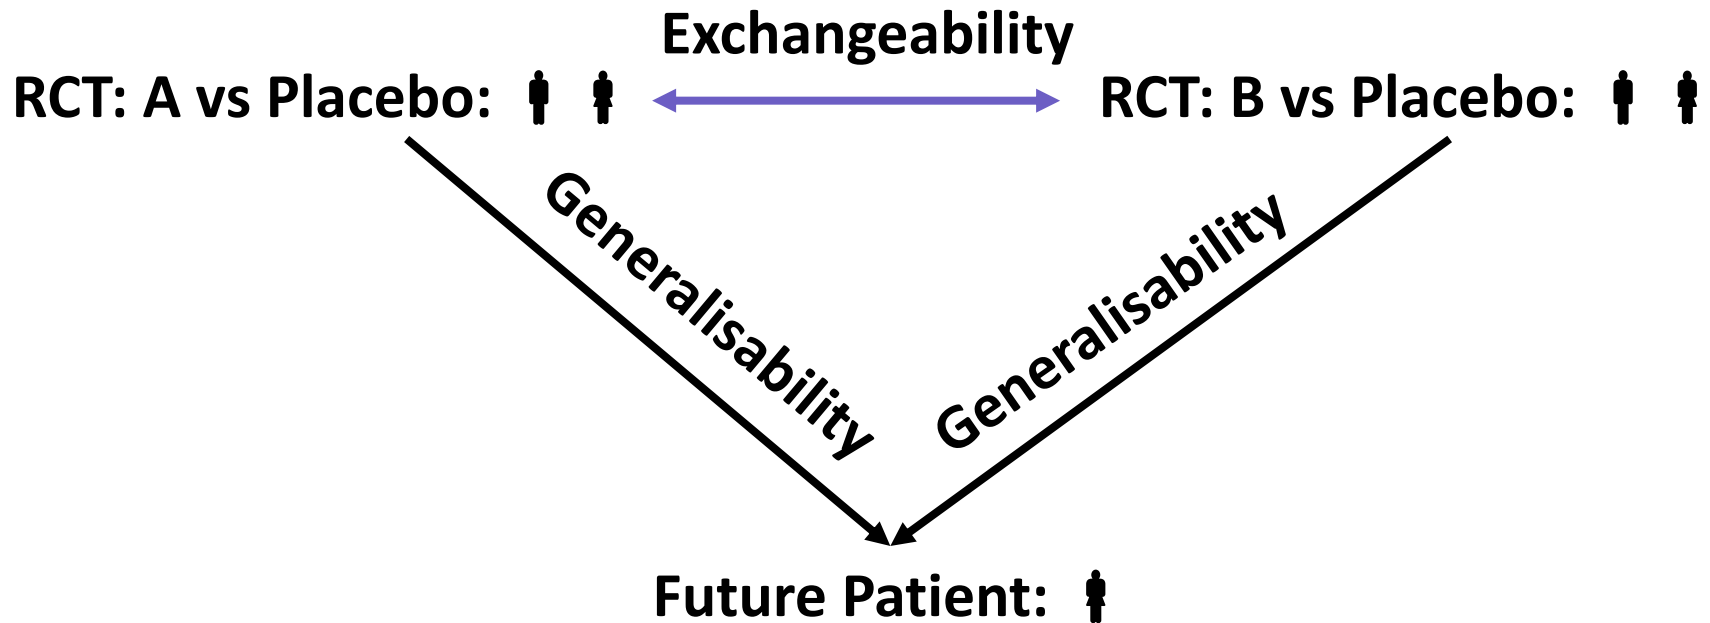 Exchangeability
RCT: A vs Placebo:
RCT: B vs Placebo:
Generalisability
Generalisability
Future Patient: